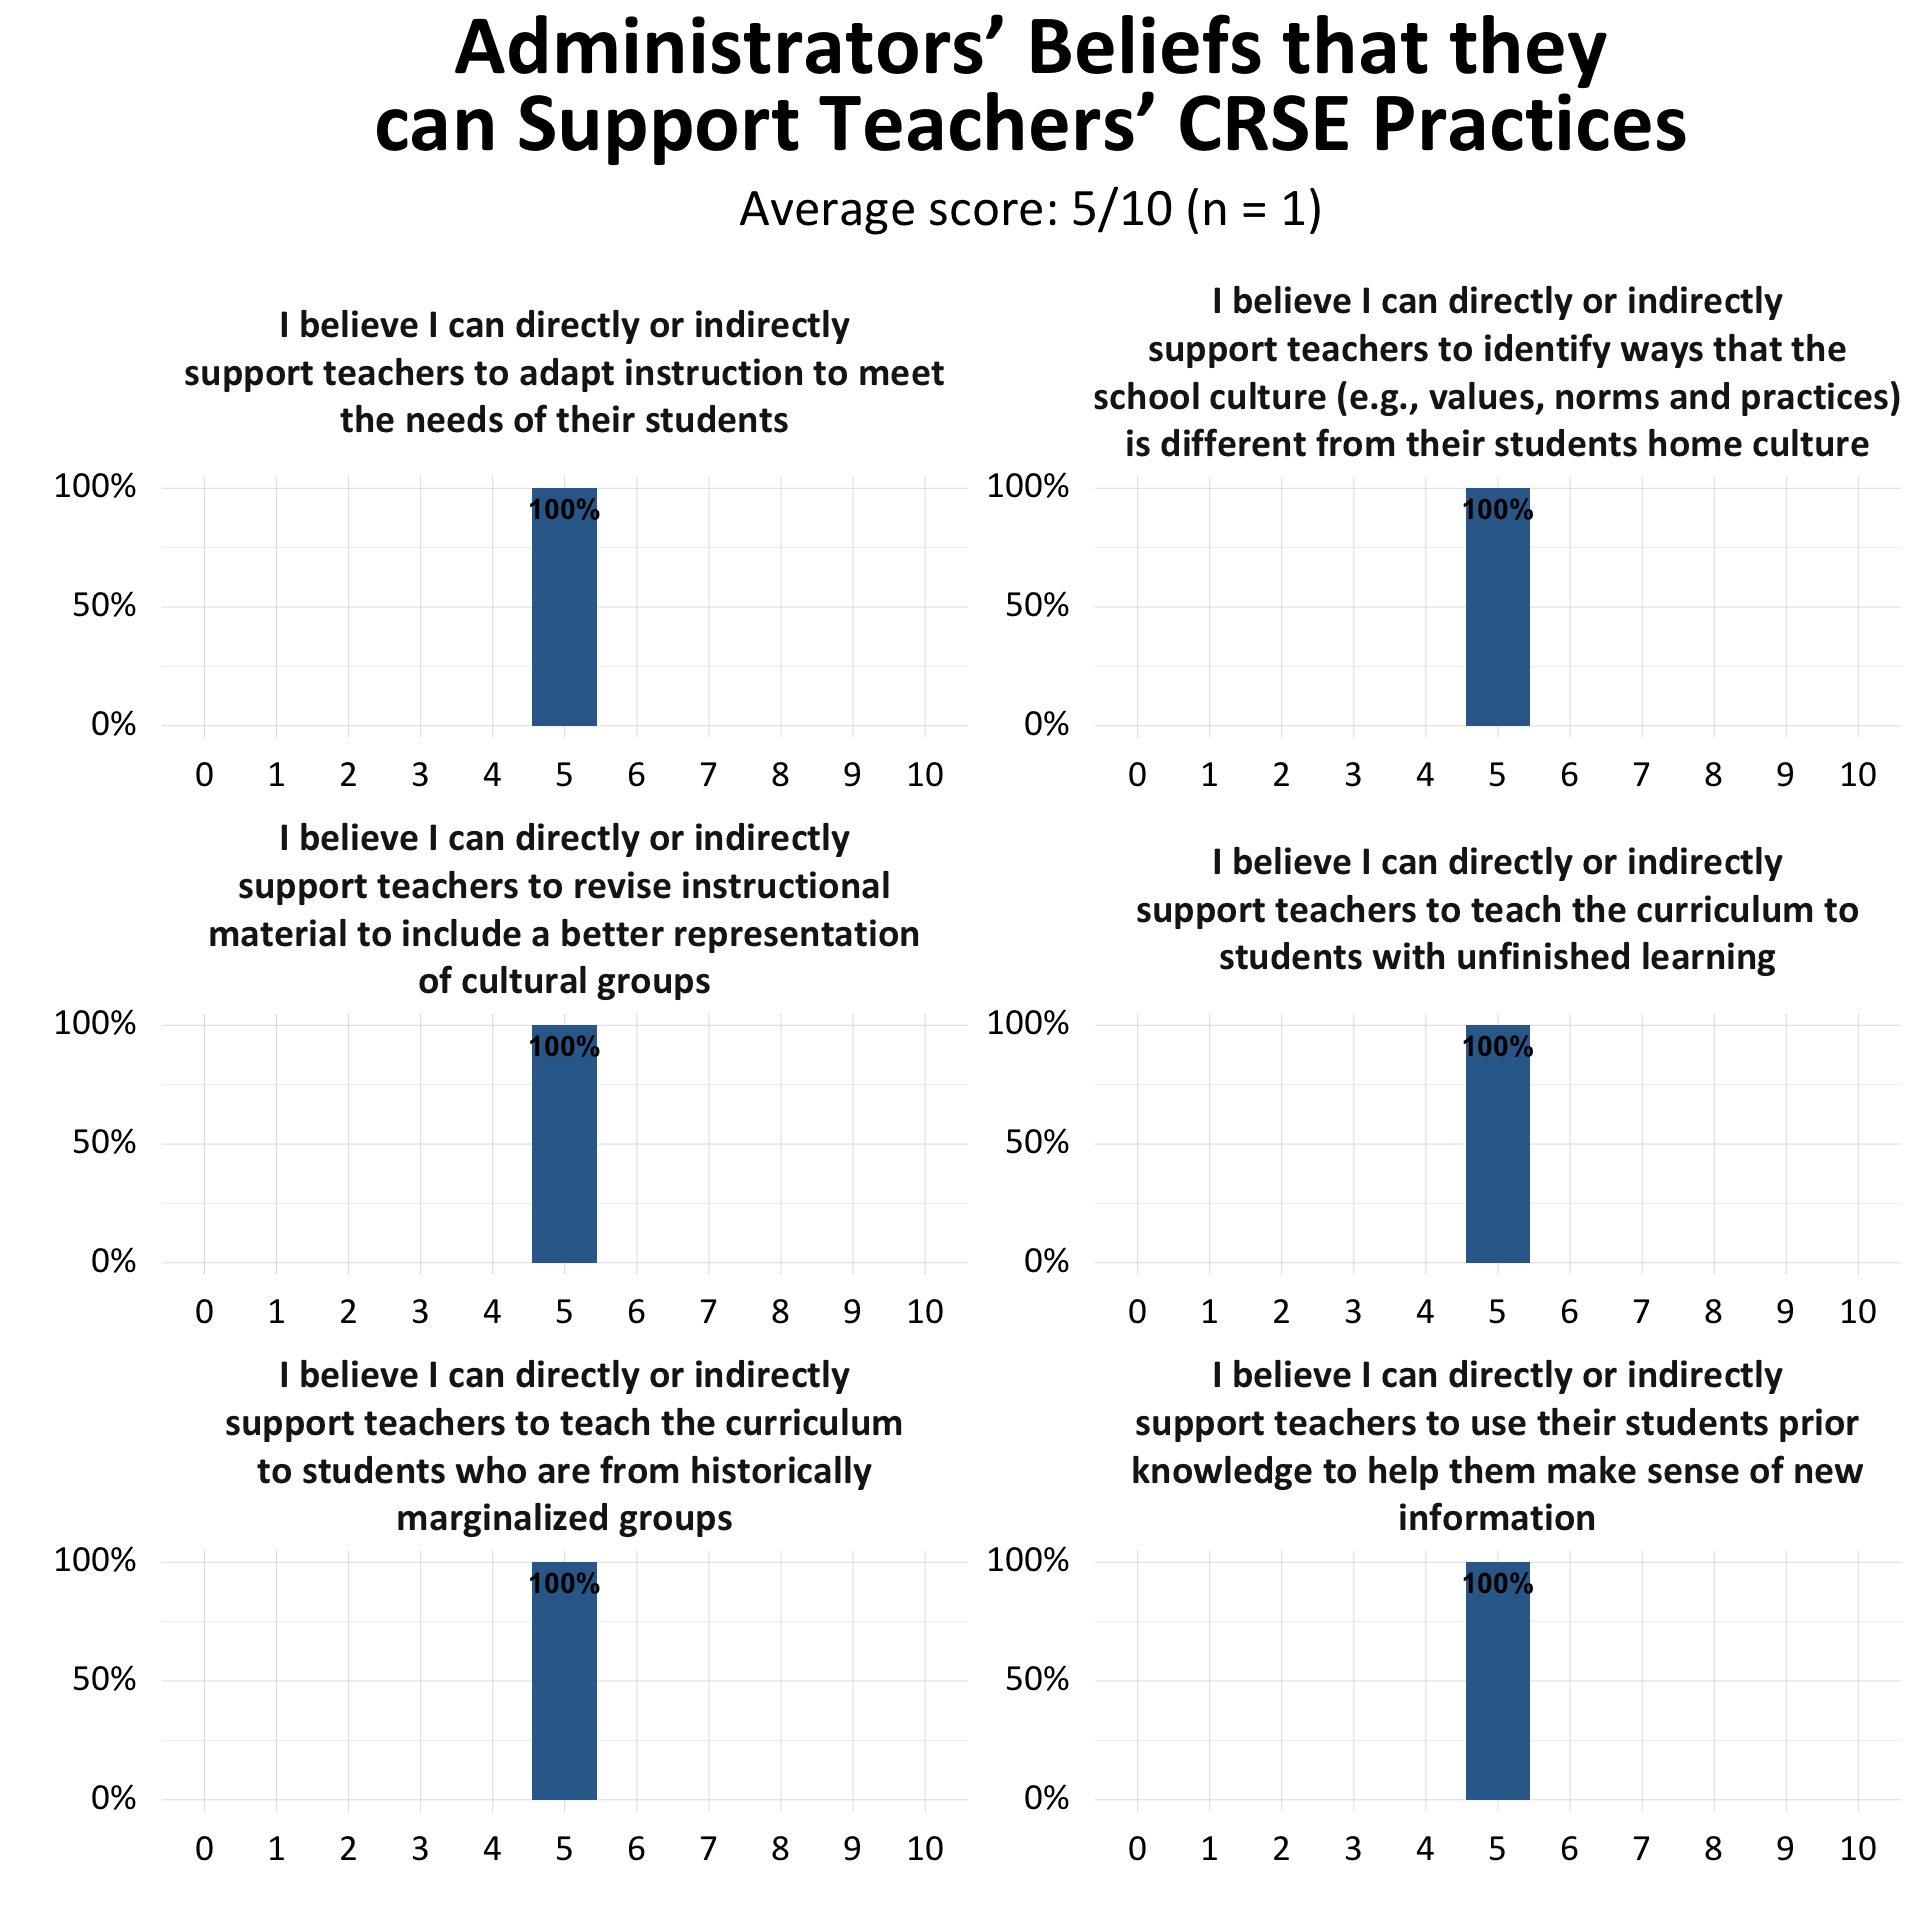 Administrators’ Beliefs that they
can Support Teachers’ CRSE Practices
Average score: 5/10 (n = 1)
I believe I can directly or indirectly
support teachers to adapt instruction to meet
the needs of their students
100%
100%
50%
0%
0 1 2 3 4 5 6 7 8 9 10
I believe I can directly or indirectly
support teachers to identify ways that the
school culture (e.g., values, norms and practices)
is different from their students home culture
100%
100%
50%
0%
0 1 2 3 4 5 6 7 8 9 10
I believe I can directly or indirectly
support teachers to revise instructional
material to include a better representation
of cultural groups
100%
100%
50%
0%
0 1 2 3 4 5 6 7 8 9 10
I believe I can directly or indirectly
support teachers to teach the curriculum to
students with unfinished learning
100%
100%
50%
0%
0 1 2 3 4 5 6 7 8 9 10
I believe I can directly or indirectly
support teachers to teach the curriculum
to students who are from historically
marginalized groups
100%
100%
50%
0%
0 1 2 3 4 5 6 7 8 9 10
I believe I can directly or indirectly
support teachers to use their students prior
knowledge to help them make sense of new
information
100%
100%
50%
0%
0 1 2 3 4 5 6 7 8 9 10